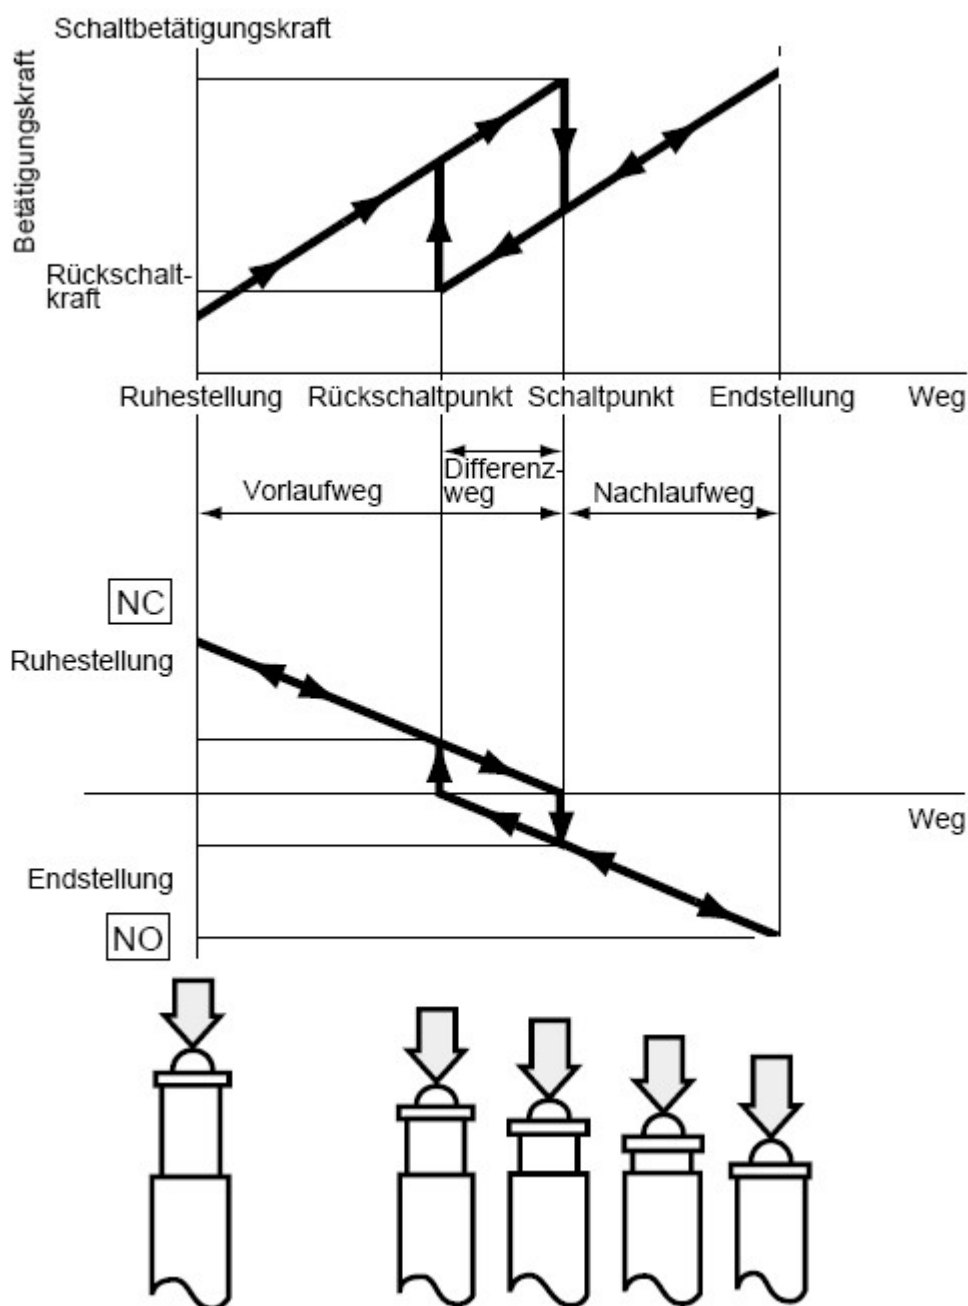 Schaltbetätigungskraft
Betätigungskraft
Rückschalt-
kraft
Ruhestellung Rückschaltpunkt Schaltpunkt Endstellung Weg
Differenz-
weg
Vorlaufweg
Nachlaufweg
NC
Ruhestellung
Weg
Endstellung
NO